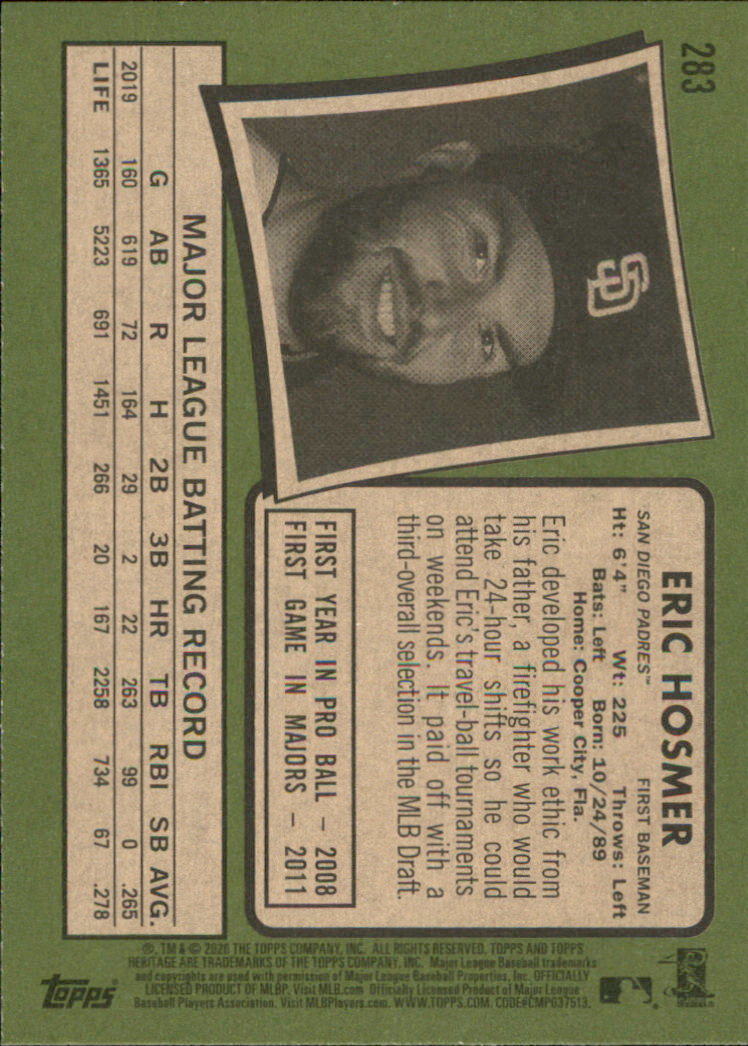 283
SD
ERIC HOSMER
SAN DIEGO PADRES™ FIRST BASEMAN
Ht: 6'4" Wt: 225 Throws: Left
Bats: Left Born: 10/24/89
Home: Cooper City, Fla.
Eric developed his work ethic from
his father, a firefighter who would
take 24-hour shifts so he could
attend Eric's travel-ball tournaments
on weekends. It paid off with a
third-overall selection in the MLB Draft.
FIRST YEAR IN PRO BALL – 2008
FIRST GAME IN MAJORS – 2011
MAJOR LEAGUE BATTING RECORD
G AB R H 2B 3B HR TB RBI SB AVG.
2019 160 619 72 164 29 2 22 263 99 0 .265
LIFE 1365 5223 691 1451 266 20 167 2258 734 67 .278
®, TM & © 2020 THE TOPPS COMPANY, INC. ALL RIGHTS RESERVED. TOPPS AND TOPPS
HERITAGE ARE TRADEMARKS OF THE TOPPS COMPANY, INC. Major League Baseball trademarks
and copyrights are used with permission of Major League Baseball Properties, Inc. OFFICIALLY
LICENSED PRODUCT OF MLBP. Visit MLB.com Officially Licensed Product of Major League
Baseball Players Association. Visit MLBPlayers.com. WWW.TOPPS.COM. CODE#CMP037513.
topps